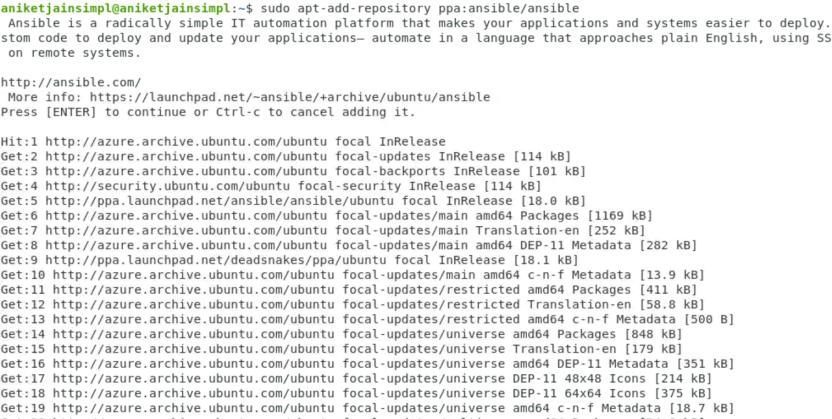 aniketjainsimpl@aniketjainsimpl:~$ sudo apt-add-repository ppa:ansible/ansible
Ansible is a radically simple IT automation platform that makes your applications and systems easier to deploy.
stom code to deploy and update your applications— automate in a language that approaches plain English, using SS
on remote systems.
http://ansible.com/
More info: https://launchpad.net/~ansible/+archive/ubuntu/ansible
Press [ENTER] to continue or Ctrl-c to cancel adding it.
Hit:1 http://azure.archive.ubuntu.com/ubuntu focal InRelease
Get:2 http://azure.archive.ubuntu.com/ubuntu focal-updates InRelease [114 kB]
Get:3 http://azure.archive.ubuntu.com/ubuntu focal-backports InRelease [101 kB]
Get:4 http://security.ubuntu.com/ubuntu focal-security InRelease [114 kB]
Get:5 http://ppa.launchpad.net/ansible/ansible/ubuntu focal InRelease [18.0 kB]
Get:6 http://azure.archive.ubuntu.com/ubuntu focal-updates/main amd64 Packages [1169 kB]
Get:7 http://azure.archive.ubuntu.com/ubuntu focal-updates/main Translation-en [252 kB]
Get:8 http://azure.archive.ubuntu.com/ubuntu focal-updates/main amd64 DEP-11 Metadata [282 kB]
Get:9 http://ppa.launchpad.net/deadsnakes/ppa/ubuntu focal InRelease [18.1 kB]
Get:10 http://azure.archive.ubuntu.com/ubuntu focal-updates/main amd64 c-n-f Metadata [13.9 kB]
Get:11 http://azure.archive.ubuntu.com/ubuntu focal-updates/restricted amd64 Packages [411 kB]
Get:12 http://azure.archive.ubuntu.com/ubuntu focal-updates/restricted Translation-en [58.8 kB]
Get:13 http://azure.archive.ubuntu.com/ubuntu focal-updates/restricted amd64 c-n-f Metadata [500 B]
Get:14 http://azure.archive.ubuntu.com/ubuntu focal-updates/universe amd64 Packages [848 kB]
Get:15 http://azure.archive.ubuntu.com/ubuntu focal-updates/universe Translation-en [179 kB]
Get:16 http://azure.archive.ubuntu.com/ubuntu focal-updates/universe amd64 DEP-11 Metadata [351 kB]
Get:17 http://azure.archive.ubuntu.com/ubuntu focal-updates/universe DEP-11 48x48 Icons [214 kB]
Get:18 http://azure.archive.ubuntu.com/ubuntu focal-updates/universe DEP-11 64x64 Icons [375 kB]
Get:19 http://azure.archive.ubuntu.com/ubuntu focal-updates/universe amd64 c-n-f Metadata [18.7 kB]